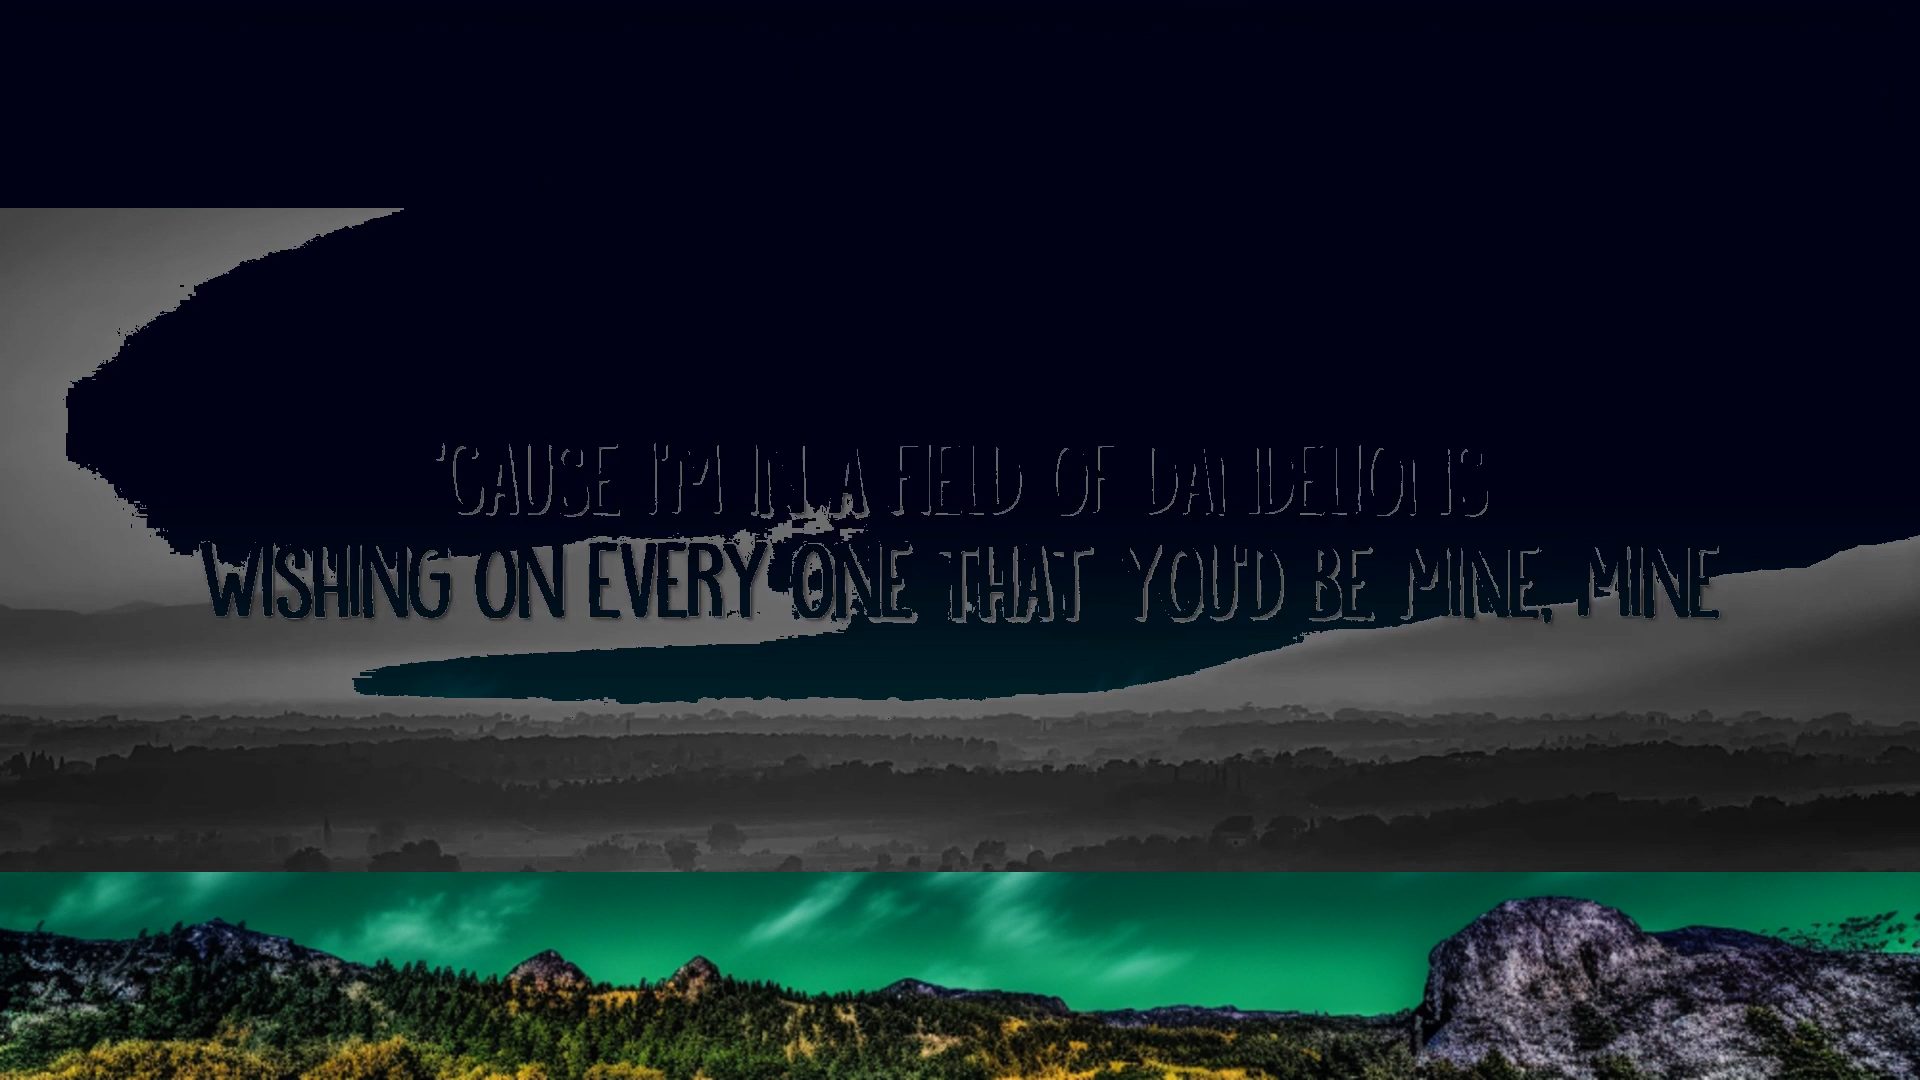 'CAUSE I'M IN A FIELD OF DANDELIONS
WISHING ON EVERY ONE THAT YOU'D BE MINE, MINE